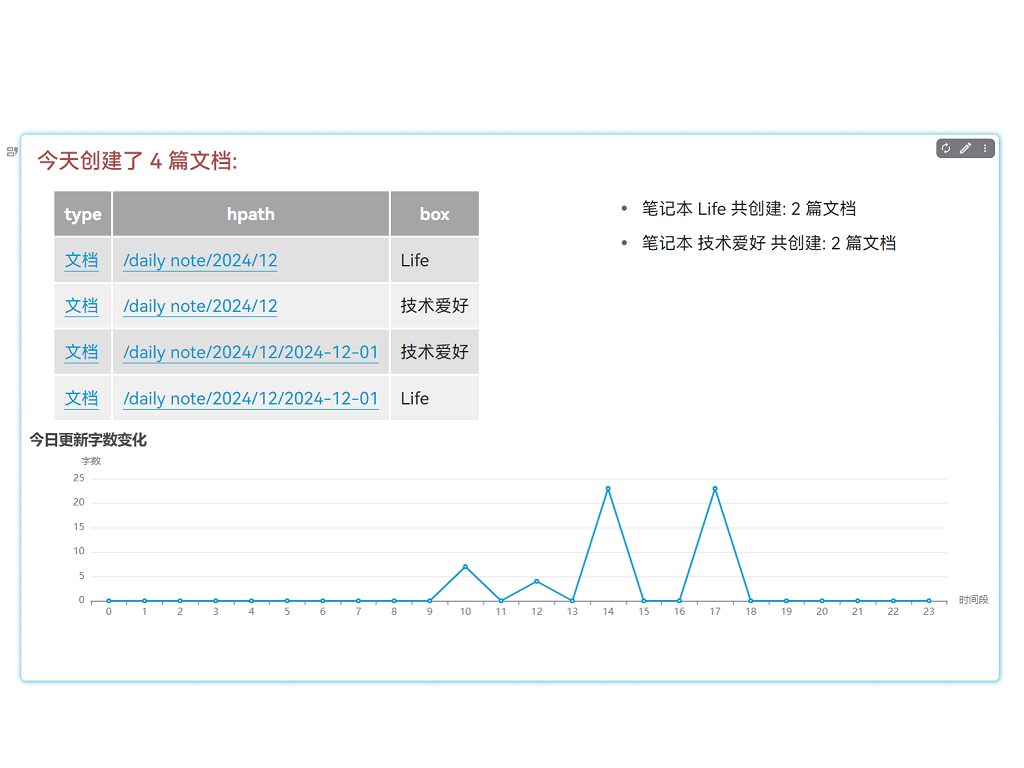 今天创建了 4 篇文档:
type hpath box
文档 /daily note/2024/12 Life
文档 /daily note/2024/12 技术爱好
文档 /daily note/2024/12/2024-12-01 技术爱好
文档 /daily note/2024/12/2024-12-01 Life
• 笔记本 Life 共创建: 2 篇文档
• 笔记本 技术爱好 共创建: 2 篇文档
今日更新字数变化
字数
25
20
15
10
5
0
0 1 2 3 4 5 6 7 8 9 10 11 12 13 14 15 16 17 18 19 20 21 22 23
时间段